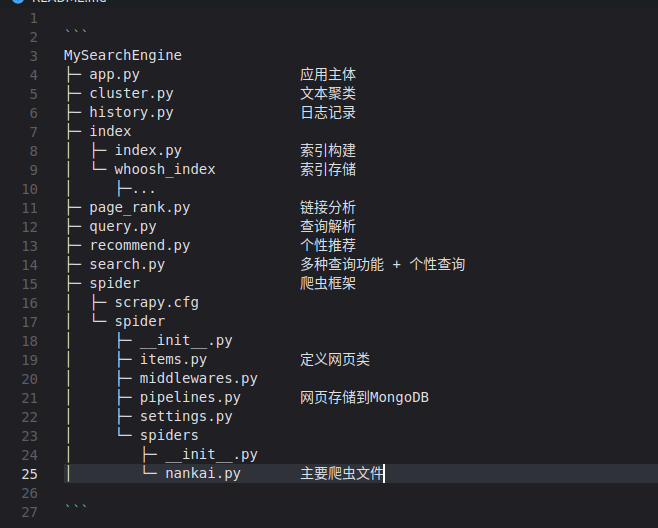 README.md
1
2 ```
3 MySearchEngine
4 ├─ app.py 应用主体
5 ├─ cluster.py 文本聚类
6 ├─ history.py 日志记录
7 ├─ index
8 │ ├─ index.py 索引构建
9 │ └─ whoosh_index 索引存储
10 │ ├─...
11 ├─ page_rank.py 链接分析
12 ├─ query.py 查询解析
13 ├─ recommend.py 个性推荐
14 ├─ search.py 多种查询功能 + 个性查询
15 ├─ spider 爬虫框架
16 │ ├─ scrapy.cfg
17 │ └─ spider
18 │ ├─ __init__.py
19 │ ├─ items.py 定义网页类
20 │ ├─ middlewares.py
21 │ ├─ pipelines.py 网页存储到MongoDB
22 │ ├─ settings.py
23 │ └─ spiders
24 │ ├─ __init__.py
25 │ └─ nankai.py 主要爬虫文件
26
27 ```